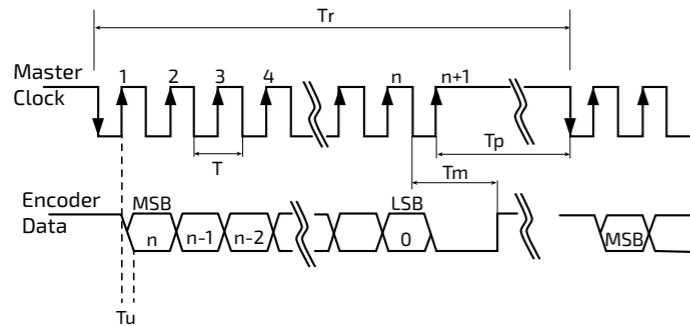 Tr
Master Clock
1 2 3 4 n n+1
T
Tp
Tm
Encoder Data
MSB LSB
n n-1 n-2 0 MSB
Tu